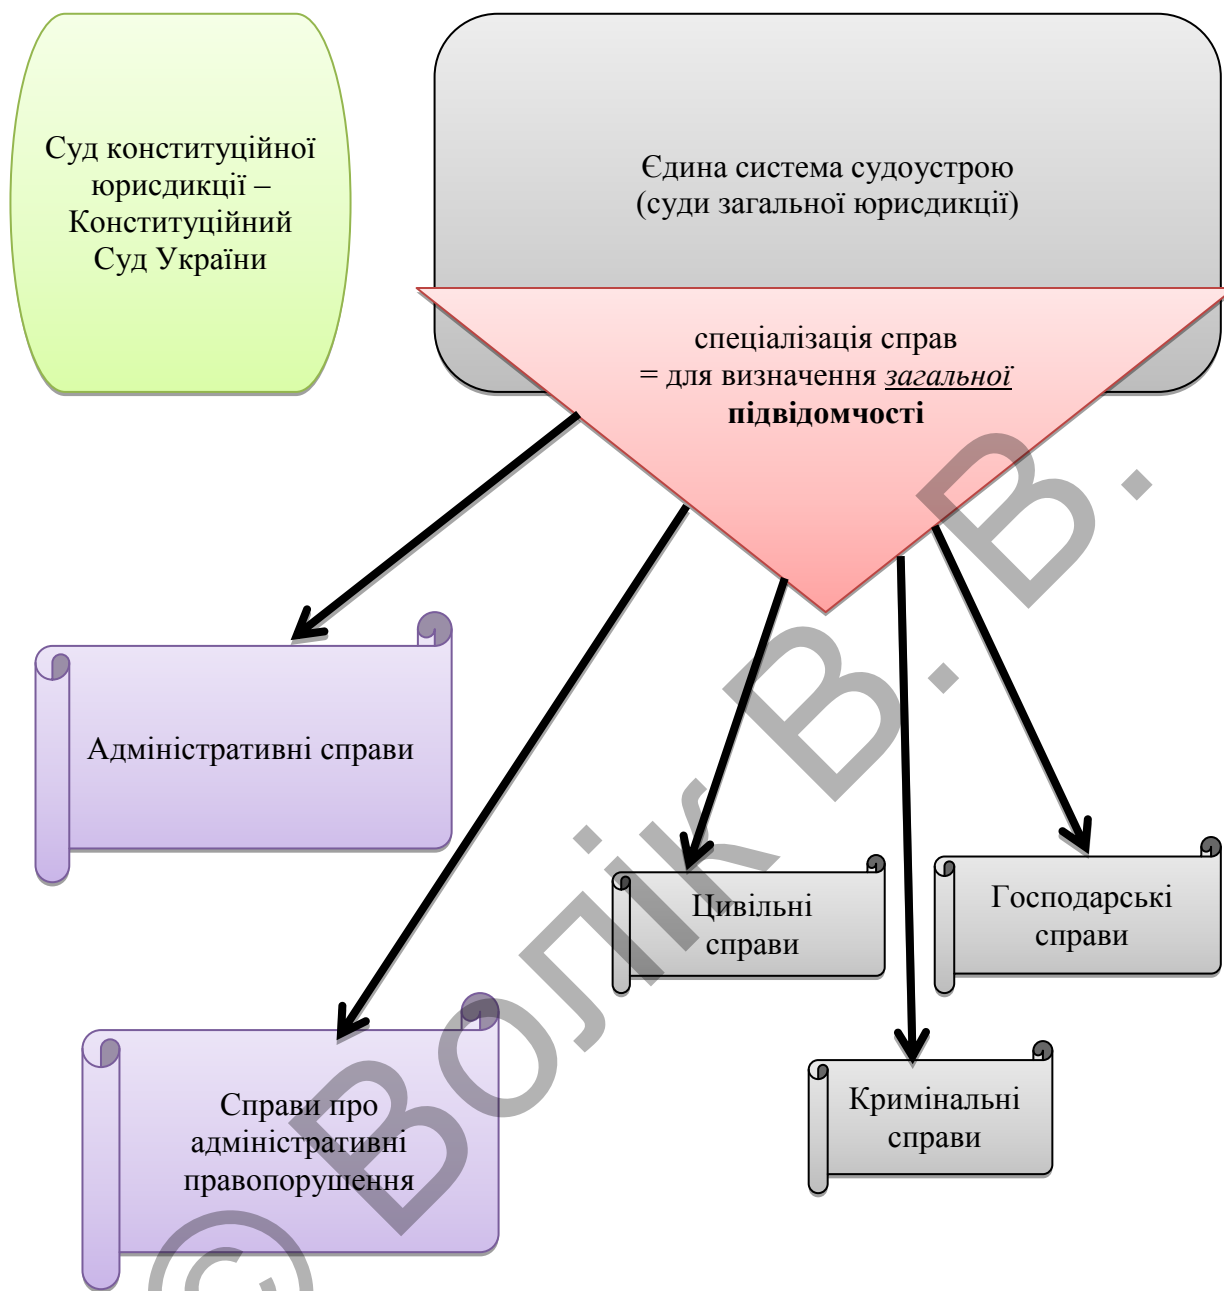 Суд конституційної
юрисдикції –
Конституційний
Суд України
Єдина система судоустрою
(суди загальної юрисдикції)
спеціалізація справ
= для визначення загальної
підвідомчості
Адміністративні справи
Цивільні
справи
Господарські
справи
Справи про
адміністративні
правопорушення
Кримінальні
справи
© Волік В. В.